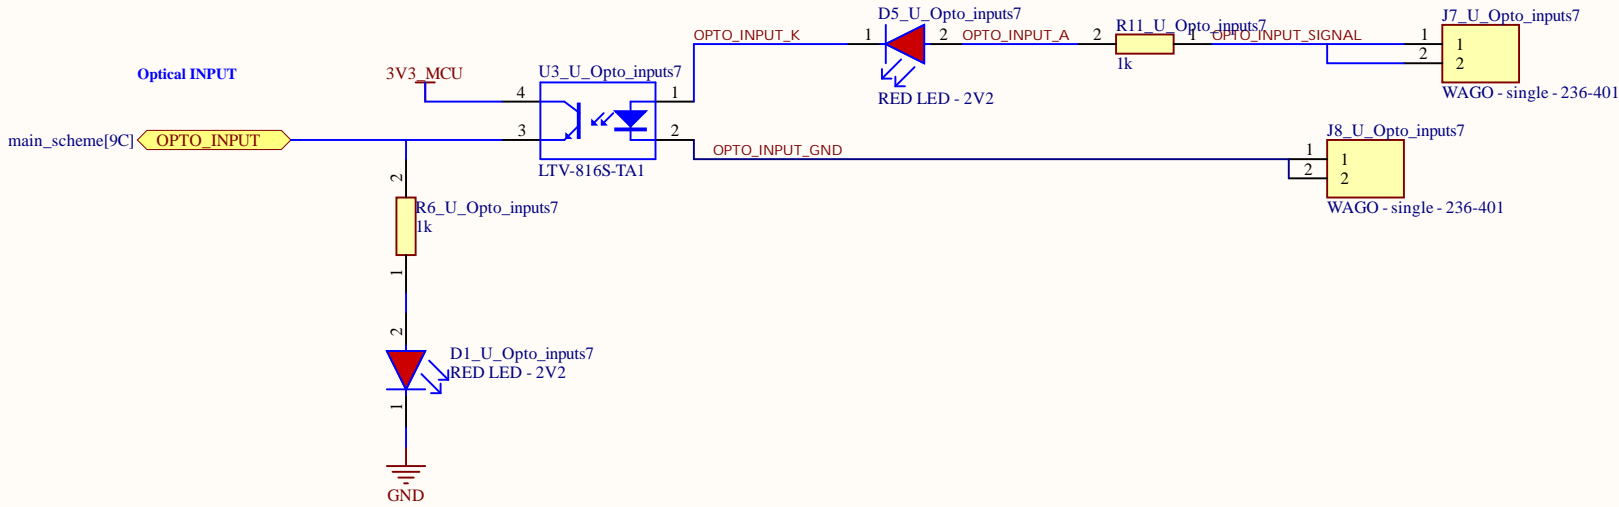 D5_U_Opto_inputs7
J7_U_Opto_inputs7
R11_U_Opto_inputs7
OPTO_INPUT_K
1
2
OPTO_INPUT_A
2
1
OPTO_INPUT_SIGNAL
1
1
2
2
1k
Optical INPUT
3V3_MCU
U3_U_Opto_inputs7
RED LED - 2V2
WAGO - single - 236-401
4
1
main_scheme[9C]
OPTO_INPUT
3
2
J8_U_Opto_inputs7
OPTO_INPUT_GND
1
1
2
2
LTV-816S-TA1
WAGO - single - 236-401
2
R6_U_Opto_inputs7
1k
1
2
D1_U_Opto_inputs7
RED LED - 2V2
1
GND